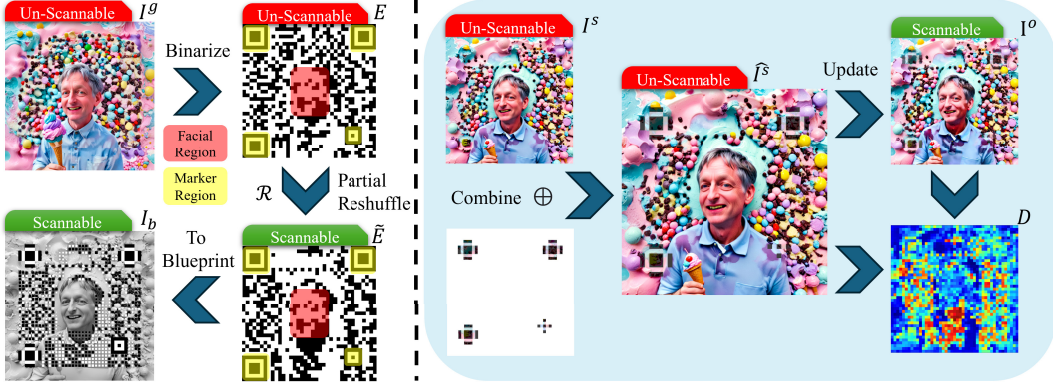 Un-Scannable I^g
Binarize
Facial
Region
Marker
Region
Un-Scannable E
R Partial
Reshuffle
Scannable Ẽ
To
Blueprint
Scannable I_b
Un-Scannable I^s
Combine ⊕
Un-Scannable Î^s
Update
Scannable I^o
D